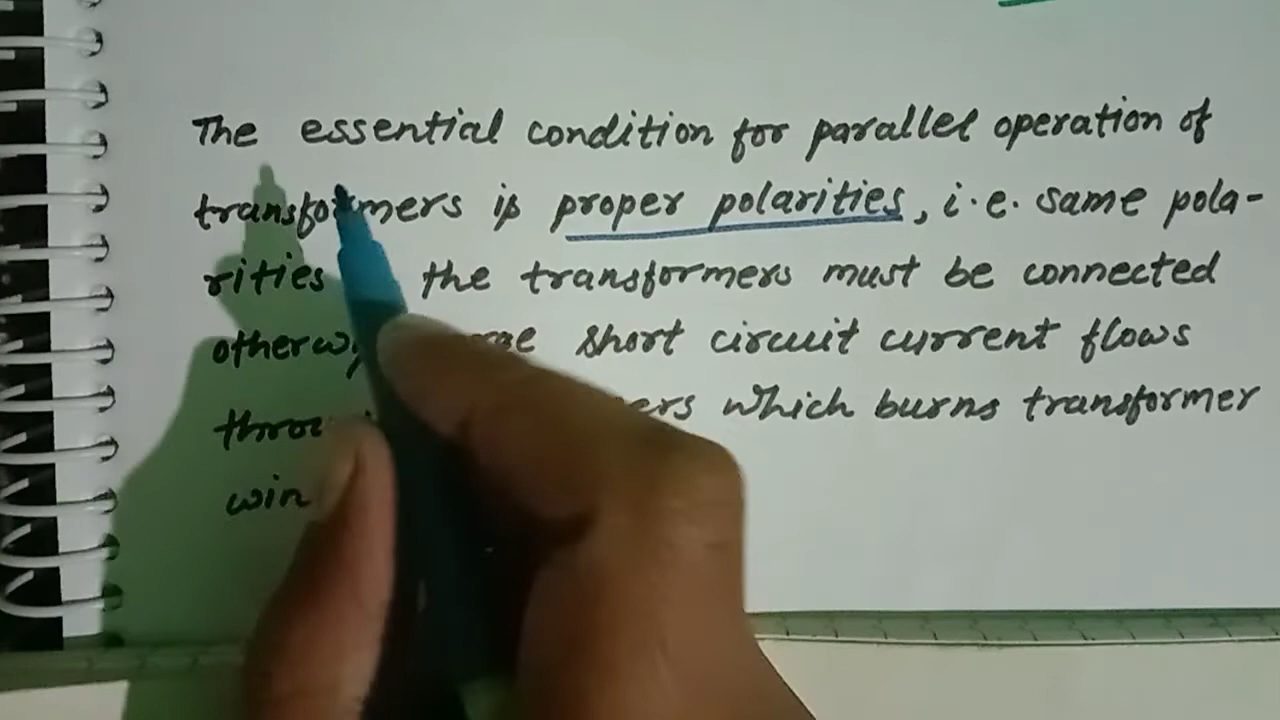 The essential condition for parallel operation of
transformers is proper polarities, i.e. same pola-
rities the transformers must be connected
short circuit current flows
which burns transformer